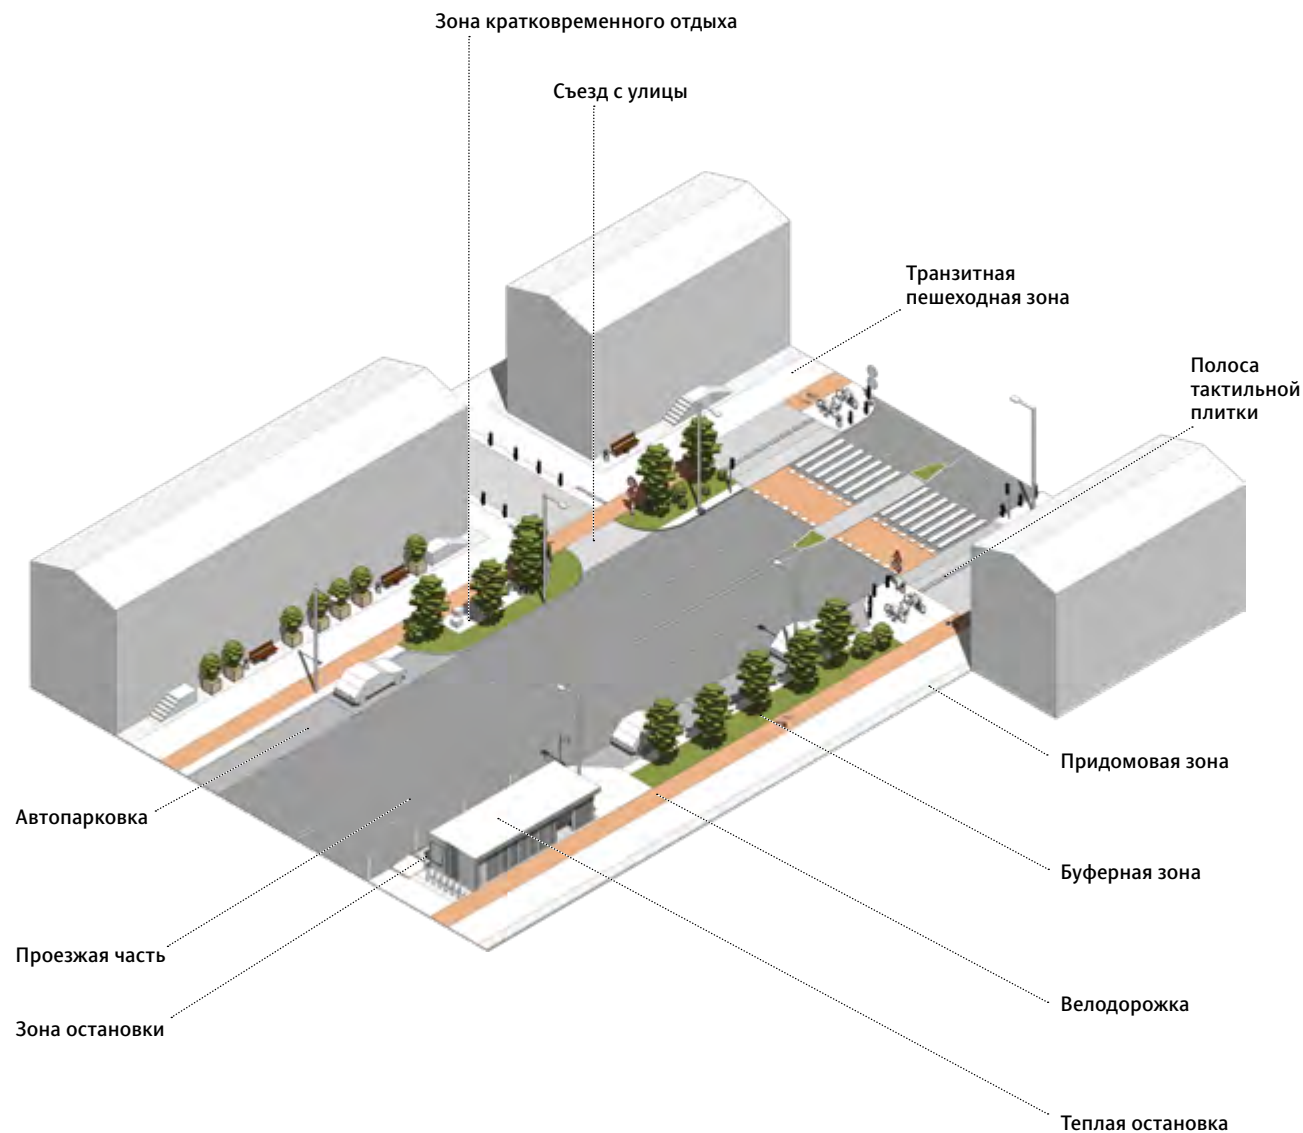 Зона кратковременного отдыха
Съезд с улицы
Транзитная
пешеходная зона
Полоса
тактильной
плитки
Придомовая зона
Автопарковка
Буферная зона
Проезжая часть
Велодорожка
Зона остановки
Теплая остановка